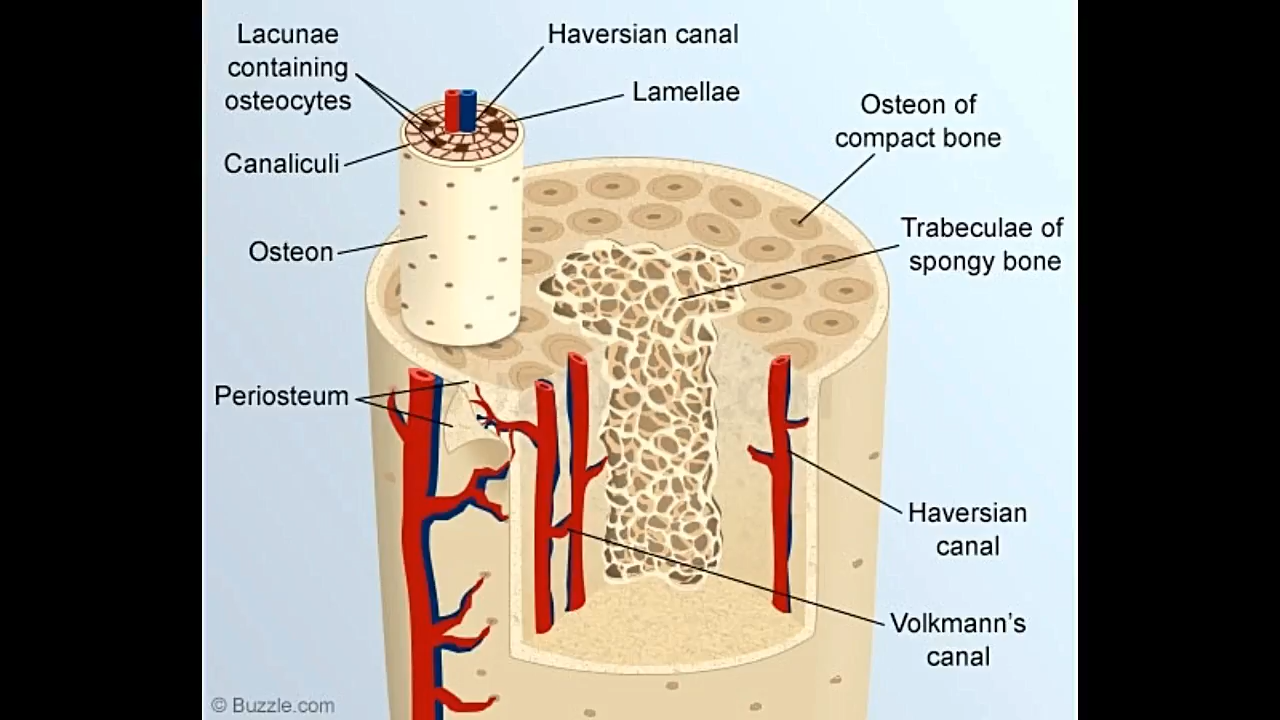 Lacunae
containing
osteocytes
Haversian canal
Lamellae
Osteon of
compact bone
Canaliculi
Trabeculae of
spongy bone
Osteon
Periosteum
Haversian
canal
Volkmann's
canal
© Buzzle.com